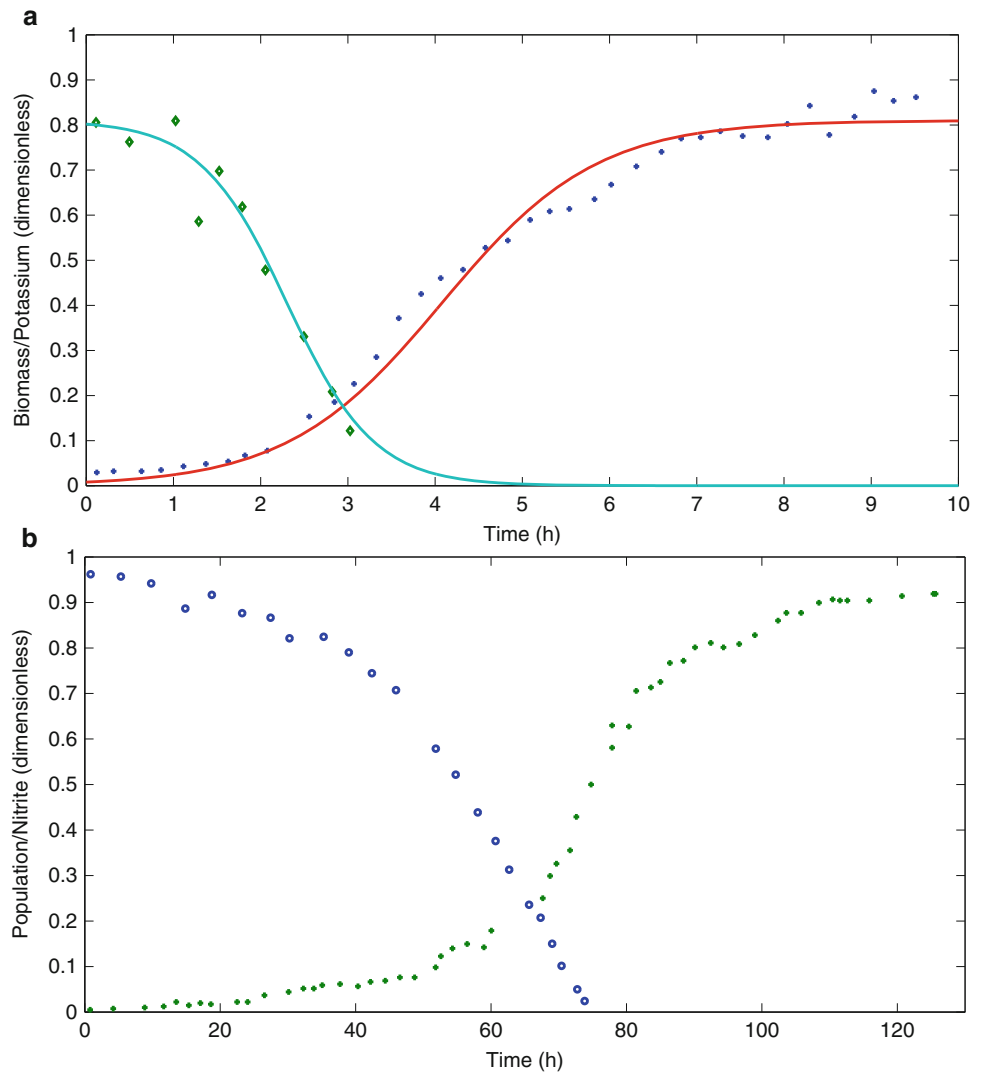 a
1
0.9
0.8
0.7
0.6
0.5
0.4
0.3
0.2
0.1
0
Biomass/Potassium (dimensionless)
0 1 2 3 4 5 6 7 8 9 10
Time (h)
b
1
0.9
0.8
0.7
0.6
0.5
0.4
0.3
0.2
0.1
0
Population/Nitrite (dimensionless)
0 20 40 60 80 100 120
Time (h)